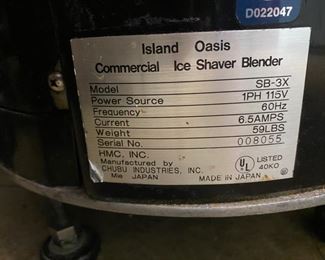 D022047
Island Oasis
Commercial Ice Shaver Blender
Model SB-3X
Power Source 1PH 115V
Frequency 60Hz
Current 6.5AMPS
Weight 59LBS
Serial No. 008055
HMC, INC.
Manufactured by
CHUBU INDUSTRIES, INC.
Mie JAPAN
UL LISTED
40KO
MADE IN JAPAN